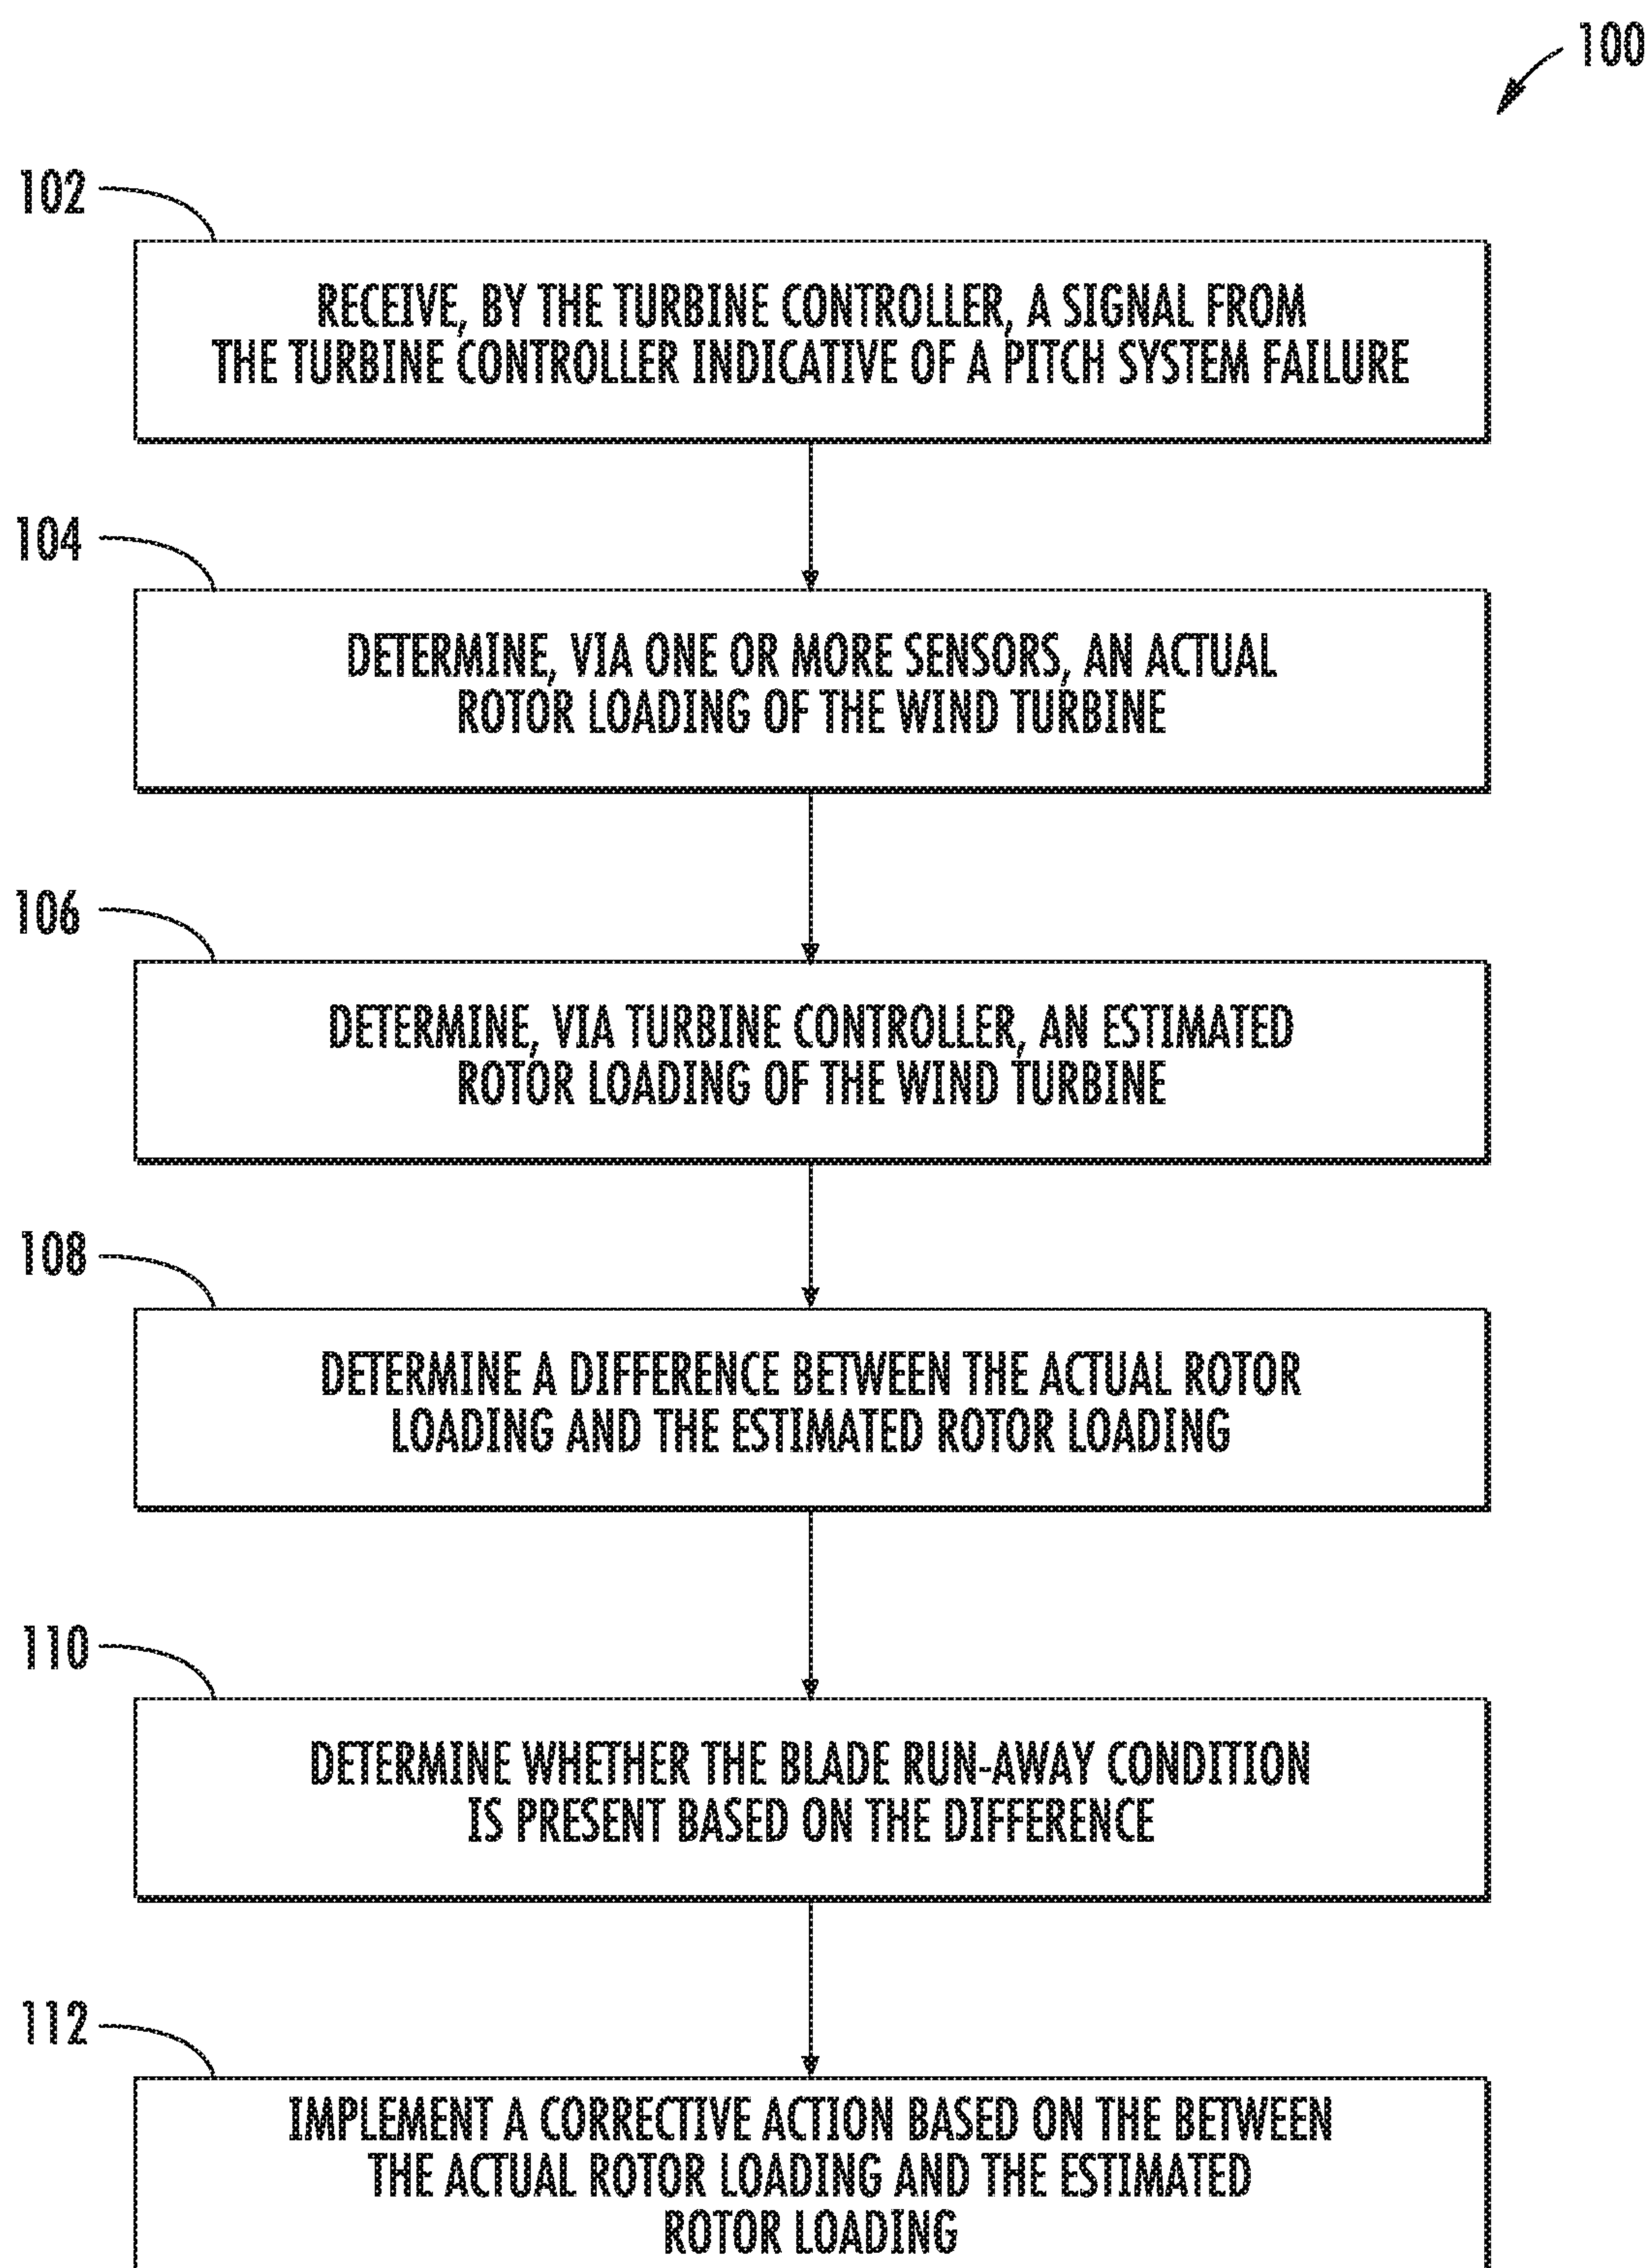 100
102
RECEIVE, BY THE TURBINE CONTROLLER, A SIGNAL FROM
THE TURBINE CONTROLLER INDICATIVE OF A PITCH SYSTEM FAILURE
104
DETERMINE, VIA ONE OR MORE SENSORS, AN ACTUAL
ROTOR LOADING OF THE WIND TURBINE
106
DETERMINE, VIA TURBINE CONTROLLER, AN ESTIMATED
ROTOR LOADING OF THE WIND TURBINE
108
DETERMINE A DIFFERENCE BETWEEN THE ACTUAL ROTOR
LOADING AND THE ESTIMATED ROTOR LOADING
110
DETERMINE WHETHER THE BLADE RUN-AWAY CONDITION
IS PRESENT BASED ON THE DIFFERENCE
112
IMPLEMENT A CORRECTIVE ACTION BASED ON THE BETWEEN
THE ACTUAL ROTOR LOADING AND THE ESTIMATED
ROTOR LOADING